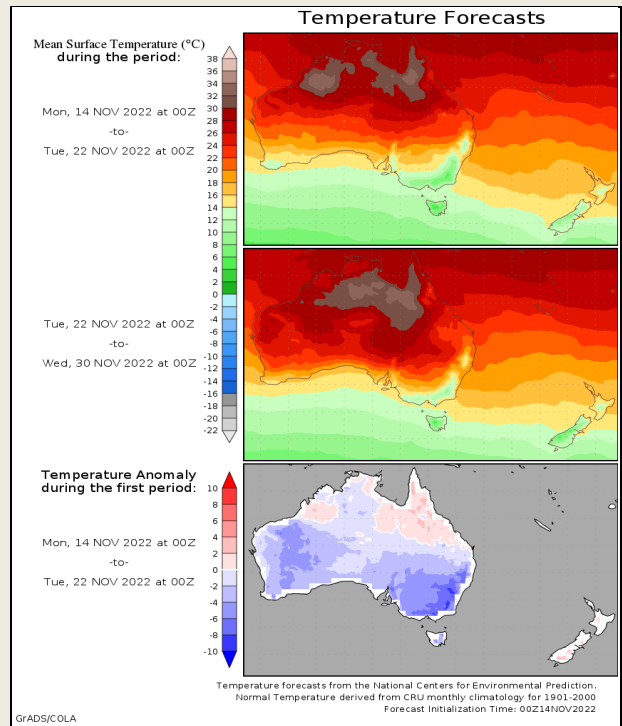 Temperature Forecasts
Mean Surface Temperature (°C)
during the period:
Mon, 14 NOV 2022 at 00Z
-to-
Tue, 22 NOV 2022 at 00Z
38
36
34
32
30
28
26
24
22
20
18
16
14
12
10
8
6
4
2
0
-2
-4
-6
-8
-10
-12
-14
-16
-18
-20
-22
Tue, 22 NOV 2022 at 00Z
-to-
Wed, 30 NOV 2022 at 00Z
Temperature Anomaly
during the first period:
Mon, 14 NOV 2022 at 00Z
-to-
Tue, 22 NOV 2022 at 00Z
10
8
6
4
2
0
-2
-4
-6
-8
-10
Temperature forecasts from the National Centers for Environmental Prediction.
Normal Temperature derived from CRU monthly climatology for 1901-2000
Forecast Initialization Time: 00Z14NOV2022
GrADS/COLA